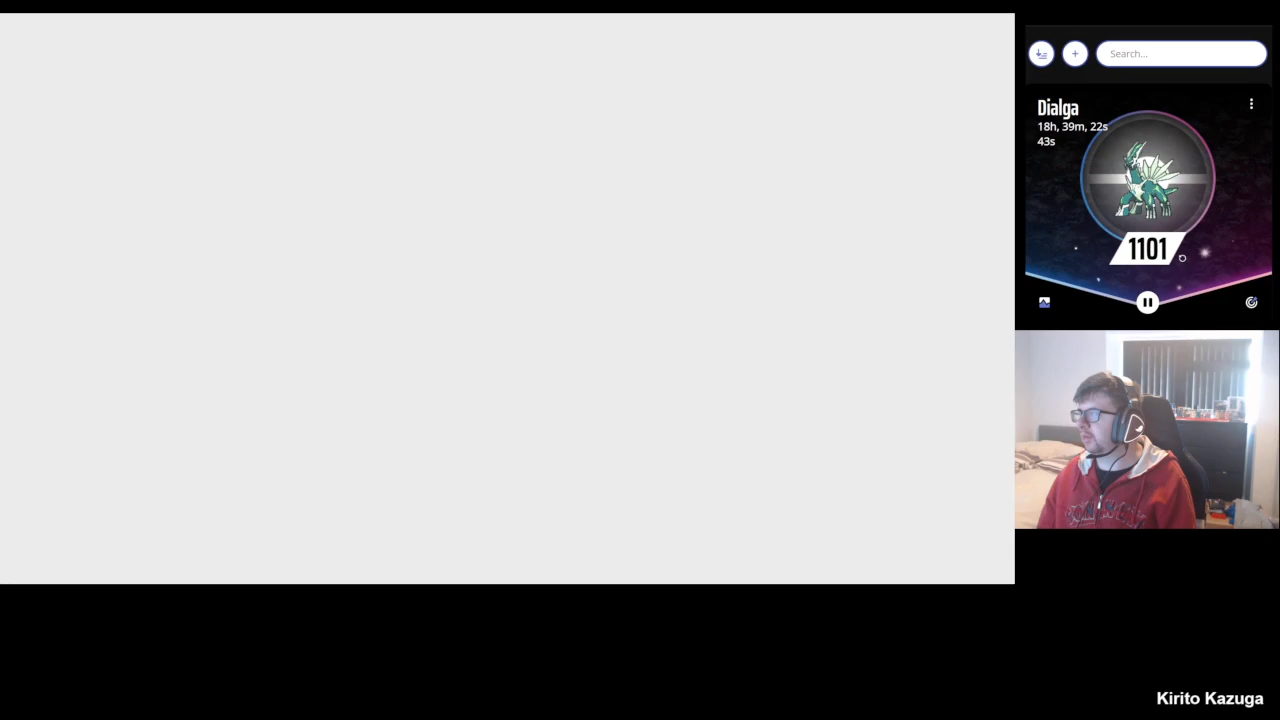 Search...
Dialga
18h, 39m, 22s
43s
1101
Kirito Kazuga